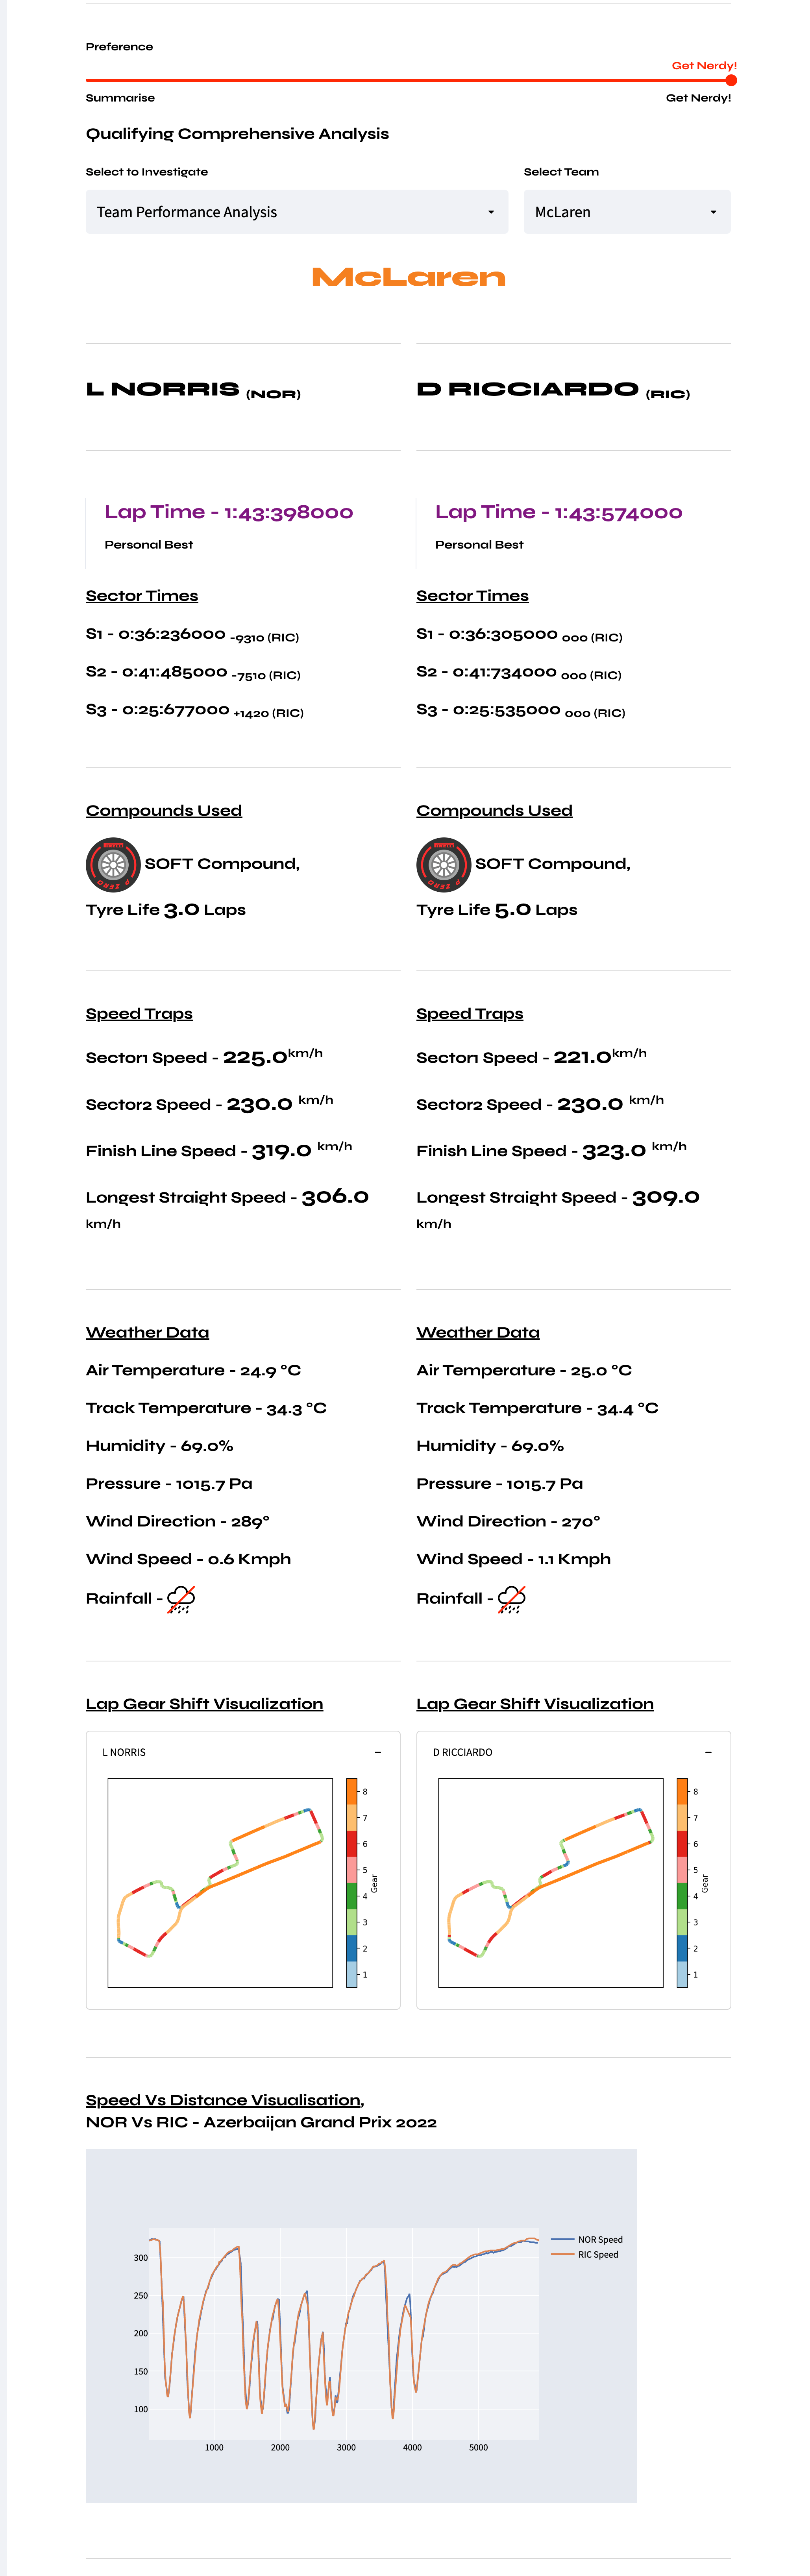 Preference
Get Nerdy!
Summarise Get Nerdy!
Qualifying Comprehensive Analysis
Select to Investigate Select Team
Team Performance Analysis McLaren
McLaren
L NORRIS (NOR)
D RICCIARDO (RIC)
Lap Time - 1:43:398000
Personal Best
Sector Times
S1 - 0:36:236000 -9310 (RIC)
S2 - 0:41:485000 -7510 (RIC)
S3 - 0:25:677000 +1420 (RIC)
Lap Time - 1:43:574000
Personal Best
Sector Times
S1 - 0:36:305000 000 (RIC)
S2 - 0:41:734000 000 (RIC)
S3 - 0:25:535000 000 (RIC)
Compounds Used
SOFT Compound,
Tyre Life 3.0 Laps
Compounds Used
SOFT Compound,
Tyre Life 5.0 Laps
Speed Traps
Sector1 Speed - 225.0km/h
Sector2 Speed - 230.0 km/h
Finish Line Speed - 319.0 km/h
Longest Straight Speed - 306.0
km/h
Speed Traps
Sector1 Speed - 221.0km/h
Sector2 Speed - 230.0 km/h
Finish Line Speed - 323.0 km/h
Longest Straight Speed - 309.0
km/h
Weather Data
Air Temperature - 24.9 °C
Track Temperature - 34.3 °C
Humidity - 69.0%
Pressure - 1015.7 Pa
Wind Direction - 289°
Wind Speed - 0.6 Kmph
Rainfall -
Weather Data
Air Temperature - 25.0 °C
Track Temperature - 34.4 °C
Humidity - 69.0%
Pressure - 1015.7 Pa
Wind Direction - 270°
Wind Speed - 1.1 Kmph
Rainfall -
Lap Gear Shift Visualization
L NORRIS
8
7
6
5
4
3
2
1
Gear
Lap Gear Shift Visualization
D RICCIARDO
8
7
6
5
4
3
2
1
Gear
Speed Vs Distance Visualisation,
NOR Vs RIC - Azerbaijan Grand Prix 2022
NOR Speed
RIC Speed
300
250
200
150
100
1000 2000 3000 4000 5000